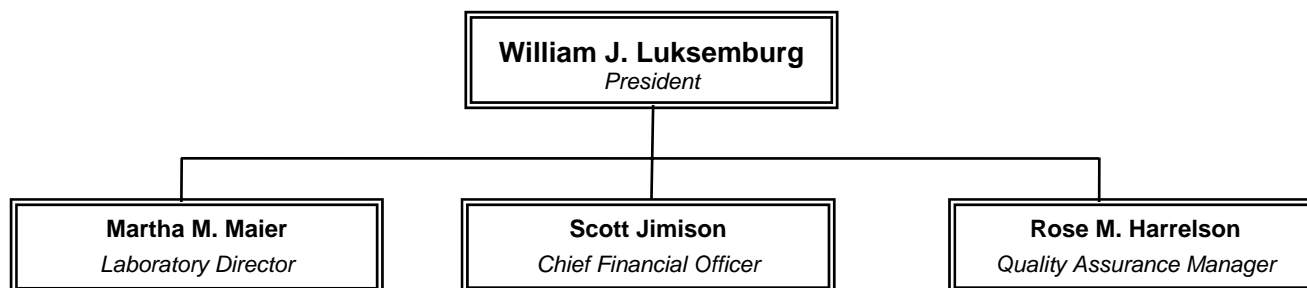 William J. Luksemburg
President
Martha M. Maier
Laboratory Director
Scott Jimison
Chief Financial Officer
Rose M. Harrelson
Quality Assurance Manager